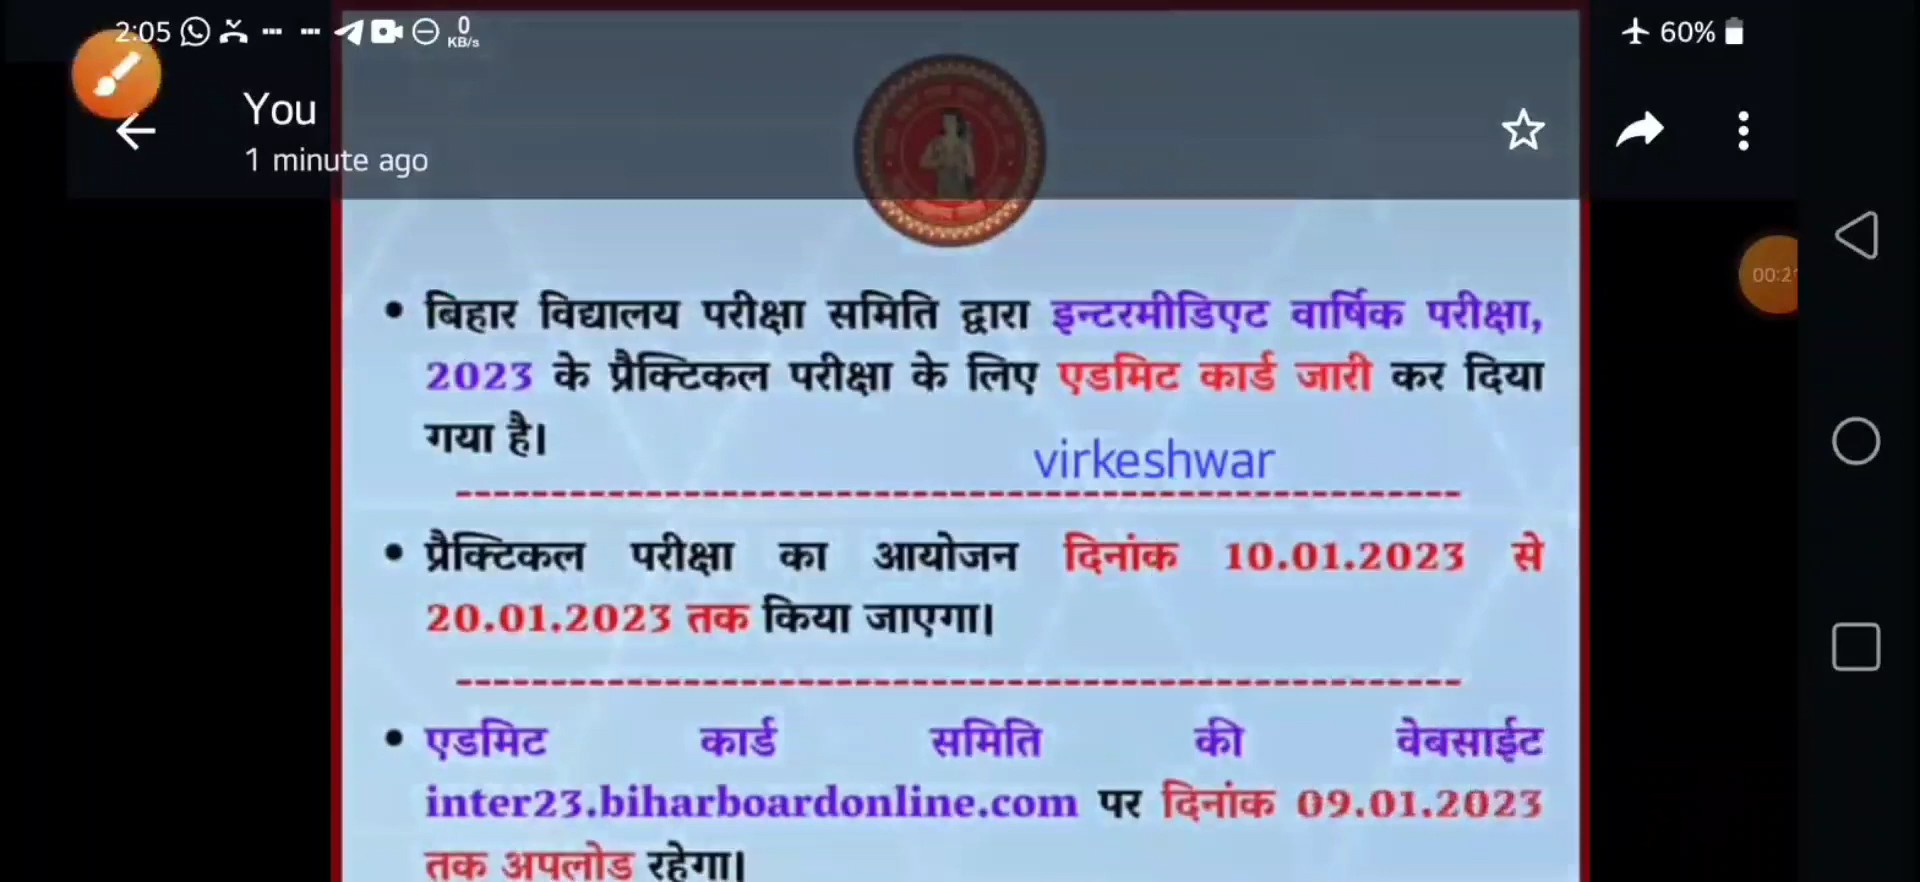 2:05 0 KB/s 60%
You
1 minute ago
00:2
बिहार विद्यालय परीक्षा समिति द्वारा इन्टरमीडिएट वार्षिक परीक्षा,
2023 के प्रैक्टिकल परीक्षा के लिए एडमिट कार्ड जारी कर दिया
गया है।
virkeshwar
प्रैक्टिकल परीक्षा का आयोजन दिनांक 10.01.2023 से
20.01.2023 तक किया जाएगा।
एडमिट कार्ड समिति की वेबसाईट
inter23.biharboardonline.com पर दिनांक 09.01.2023
तक अपलोड रहेगा।